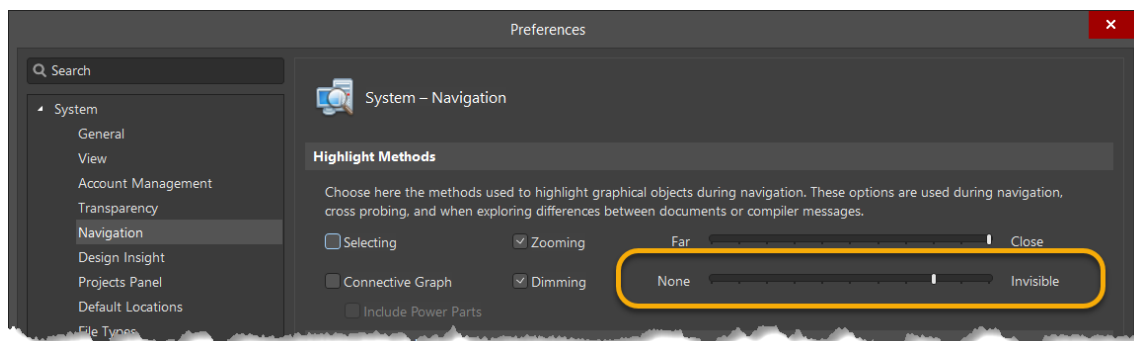 Preferences
Search
System
General
View
Account Management
Transparency
Navigation
Design Insight
Projects Panel
Default Locations
File Types
System – Navigation
Highlight Methods
Choose here the methods used to highlight graphical objects during navigation. These options are used during navigation,
cross probing, and when exploring differences between documents or compiler messages.
Selecting Zooming Far Close
Connective Graph Dimming None Invisible
Include Power Parts